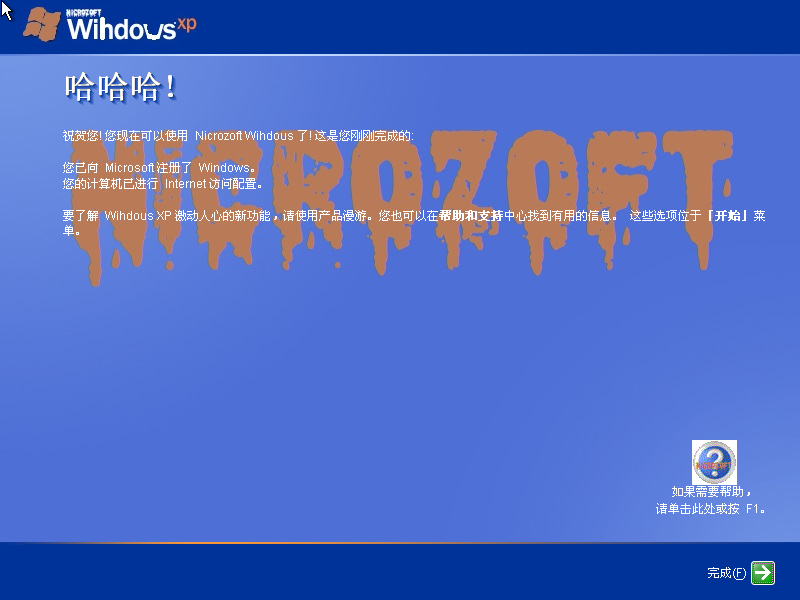 NICROZOFT
Wihdows xp
哈哈哈！
NICROZOFT
祝贺您! 您现在可以使用 Nicrozoft Wihdous 了! 这是您刚刚完成的:
您已向 Microsoft 注册了 Windows。
您的计算机已进行 Internet 访问配置。
要了解 Wihdous XP 激动人心的新功能，请使用产品漫游。您也可以在帮助和支持中心找到有用的信息。 这些选项位于「开始」菜
单。
如果需要帮助，
请单击此处或按 F1。
完成(F)